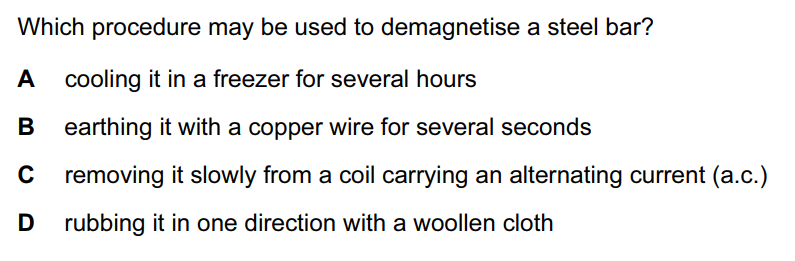 Which procedure may be used to demagnetise a steel bar?
A cooling it in a freezer for several hours
B earthing it with a copper wire for several seconds
C removing it slowly from a coil carrying an alternating current (a.c.)
D rubbing it in one direction with a woollen cloth